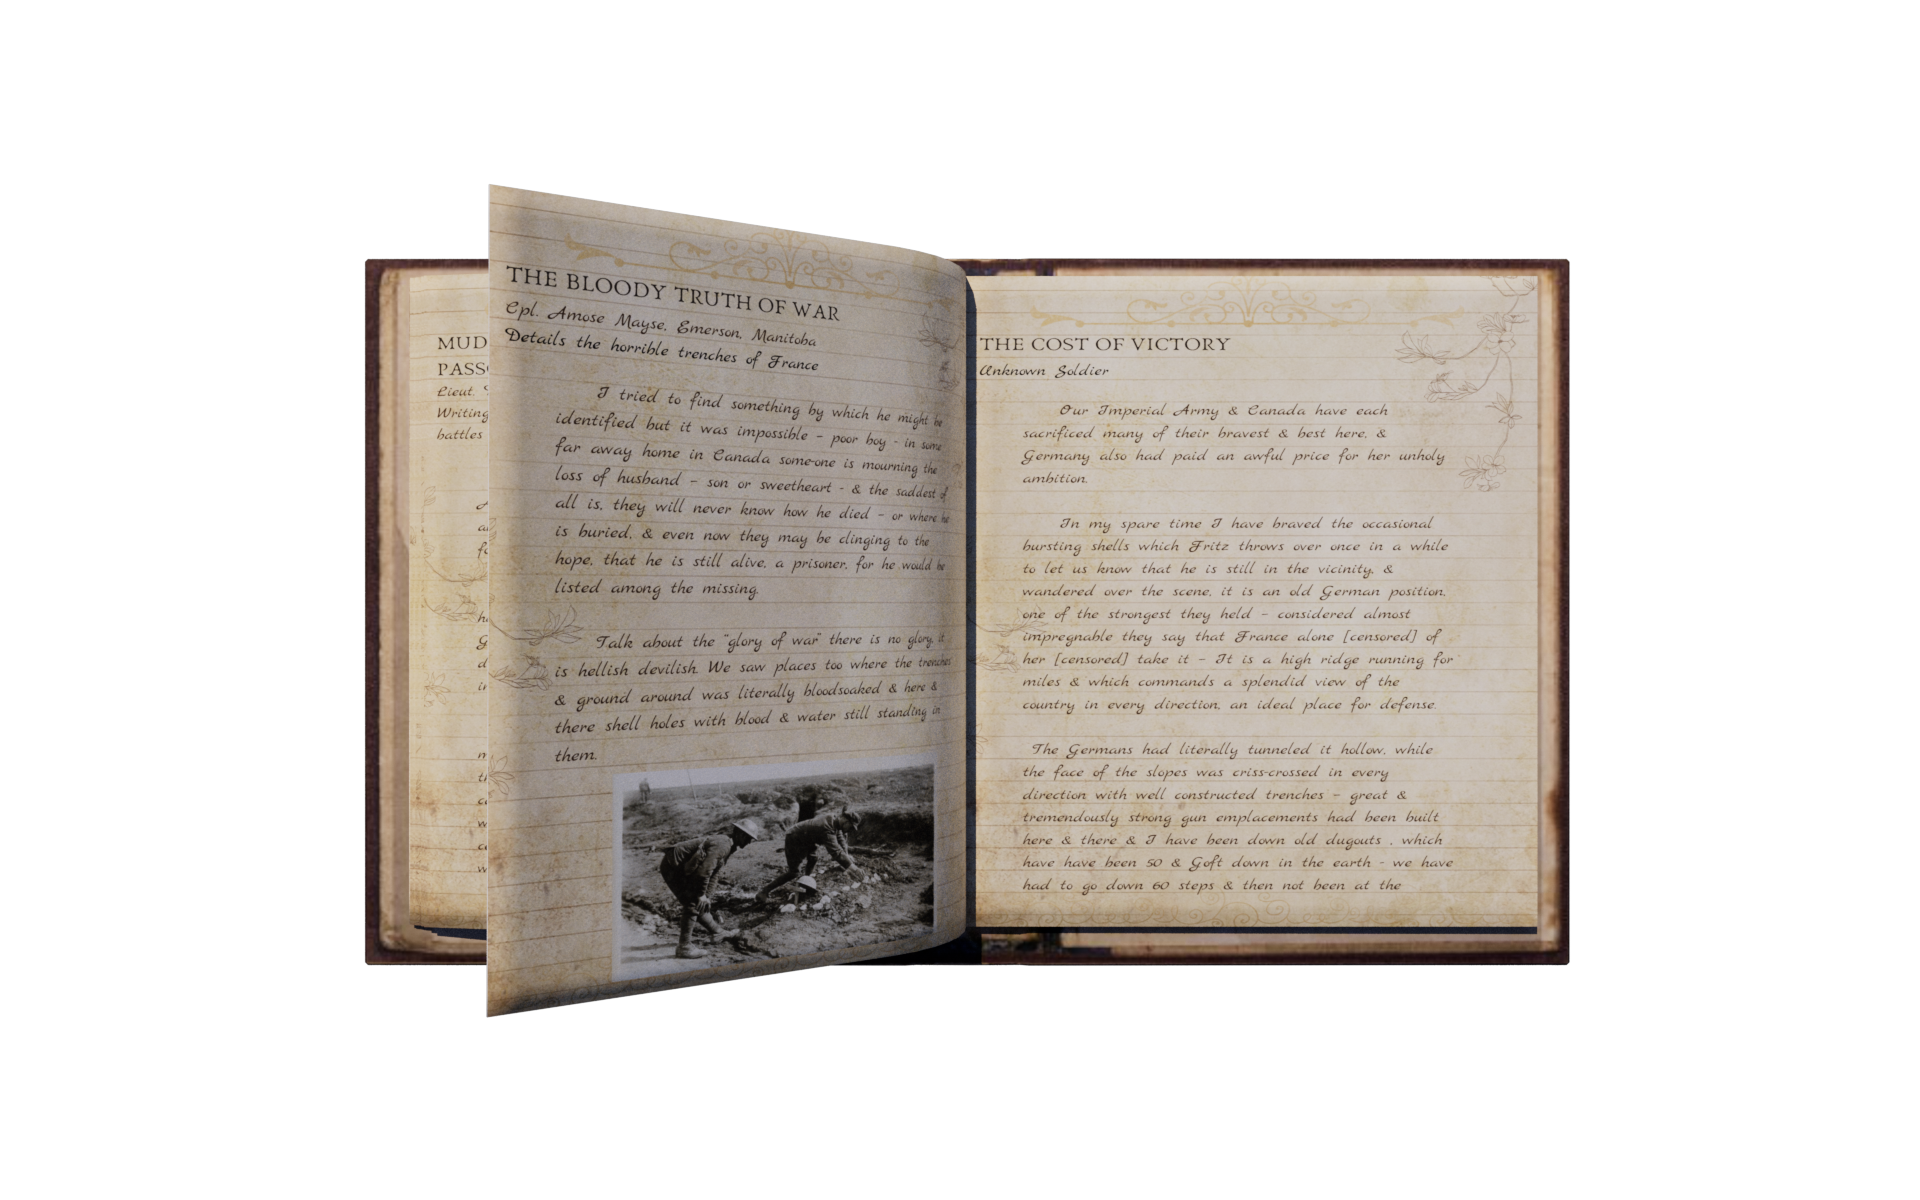 MUD
PASS
Lieut.
Writing
battles
THE BLOODY TRUTH OF WAR
Cpl. Amose Mayse, Emerson, Manitoba
Details the horrible trenches of France
I tried to find something by which he might be
identified but it was impossible – poor boy - in some
far away home in Canada some-one is mourning the
loss of husband – son or sweetheart - & the saddest of
all is, they will never know how he died – or where he
is buried, & even now they may be clinging to the
hope, that he is still alive, a prisoner, for he would be
listed among the missing.
Talk about the "glory of war" there is no glory, it
is hellish devilish. We saw places too where the trenches
& ground around was literally bloodsoaked & here &
there shell holes with blood & water still standing in
them.
THE COST OF VICTORY
Unknown Soldier
Our Imperial Army & Canada have each
sacrificed many of their bravest & best here, &
Germany also had paid an awful price for her unholy
ambition.
In my spare time I have braved the occasional
bursting shells which Fritz throws over once in a while
to let us know that he is still in the vicinity, &
wandered over the scene, it is an old German position,
one of the strongest they held – considered almost
impregnable they say that France alone [censored] of
her [censored] take it – It is a high ridge running for
miles & which commands a splendid view of the
country in every direction, an ideal place for defense.
The Germans had literally tunneled it hollow, while
the face of the slopes was criss-crossed in every
direction with well constructed trenches – great &
tremendously strong gun emplacements had been built
here & there & I have been down old dugouts , which
have have been 50 & Goft down in the earth - we have
had to go down 60 steps & then not been at the